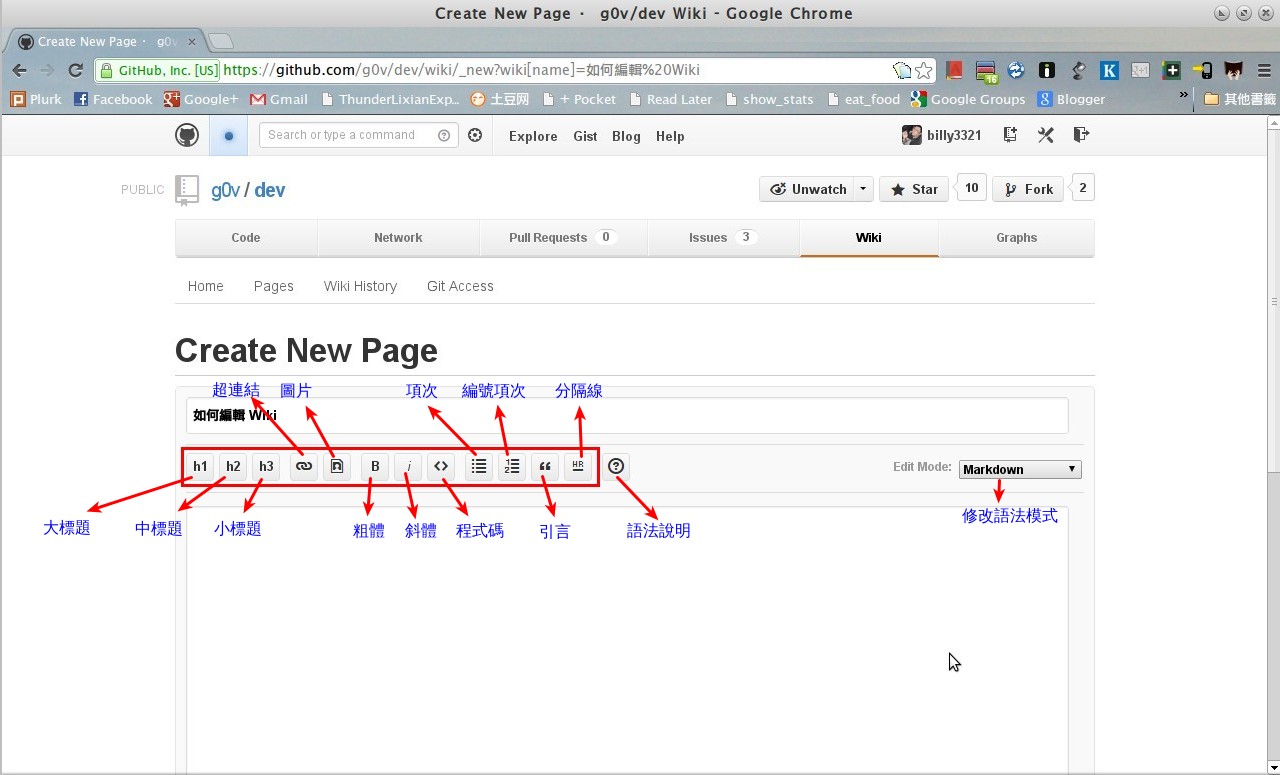 Create New Page · g0v/dev Wiki - Google Chrome
Create New Page · g0v
GitHub, Inc. [US] https://github.com/g0v/dev/wiki/_new?wiki[name]=如何編輯%20Wiki
Plurk Facebook Google+ Gmail ThunderLixianExp... 土豆网 + Pocket Read Later show_stats eat_food Google Groups Blogger » 其他書籤
Search or type a command
Explore Gist Blog Help
billy3321
PUBLIC g0v / dev
Unwatch Star 10 Fork 2
Code Network Pull Requests 0 Issues 3 Wiki Graphs
Home Pages Wiki History Git Access
Create New Page
超連結 圖片 項次 編號項次 分隔線
如何編輯 Wiki
h1 h2 h3 B i <> HR ?
Edit Mode: Markdown
大標題 中標題 小標題 粗體 斜體 程式碼 引言 語法說明 修改語法模式